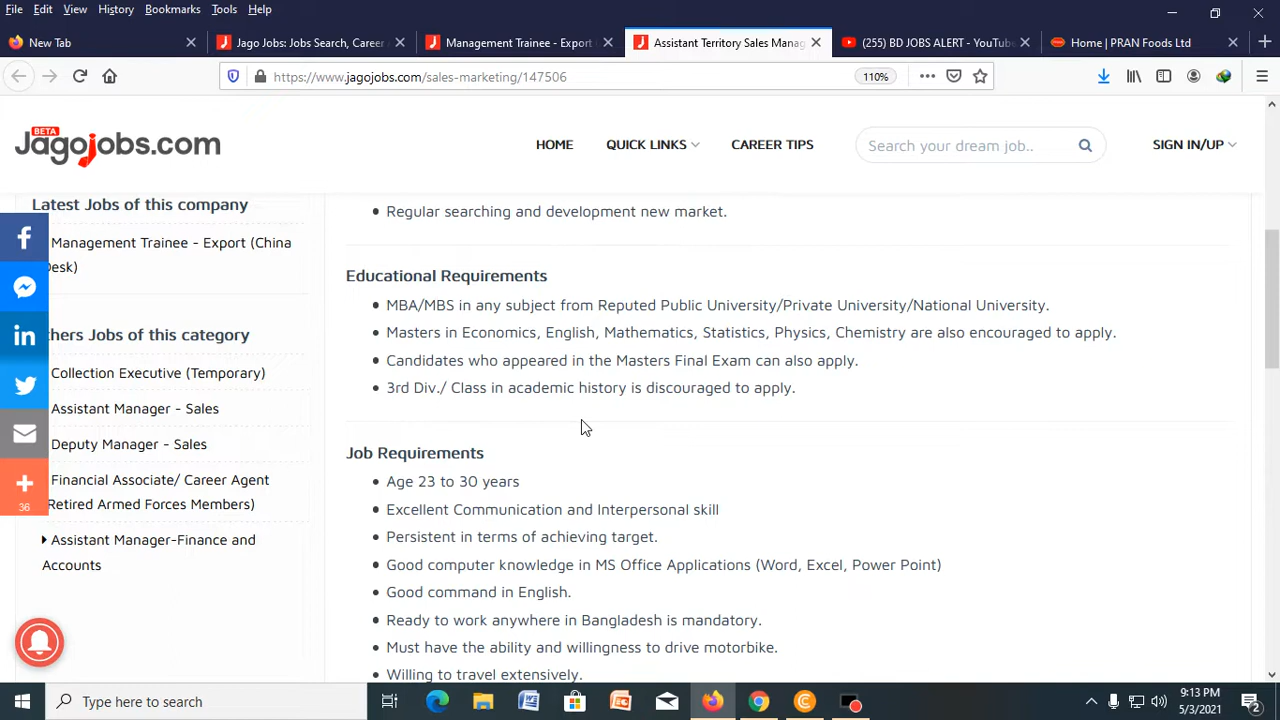 File Edit View History Bookmarks Tools Help
New Tab
Jago Jobs: Jobs Search, Career
Management Trainee - Export
Assistant Territory Sales Manag
(255) BD JOBS ALERT - YouTube
Home | PRAN Foods Ltd
https://www.jagojobs.com/sales-marketing/147506
110%
BETA
Jagojobs.com
HOME
QUICK LINKS
CAREER TIPS
Search your dream job..
SIGN IN/UP
Latest Jobs of this company
Management Trainee - Export (China
Desk)
thers Jobs of this category
Collection Executive (Temporary)
Assistant Manager - Sales
Deputy Manager - Sales
Financial Associate/ Career Agent
Retired Armed Forces Members)
Assistant Manager-Finance and
Accounts
36
Regular searching and development new market.
Educational Requirements
MBA/MBS in any subject from Reputed Public University/Private University/National University.
Masters in Economics, English, Mathematics, Statistics, Physics, Chemistry are also encouraged to apply.
Candidates who appeared in the Masters Final Exam can also apply.
3rd Div./ Class in academic history is discouraged to apply.
Job Requirements
Age 23 to 30 years
Excellent Communication and Interpersonal skill
Persistent in terms of achieving target.
Good computer knowledge in MS Office Applications (Word, Excel, Power Point)
Good command in English.
Ready to work anywhere in Bangladesh is mandatory.
Must have the ability and willingness to drive motorbike.
Willing to travel extensively.
Type here to search
9:13 PM
5/3/2021
2